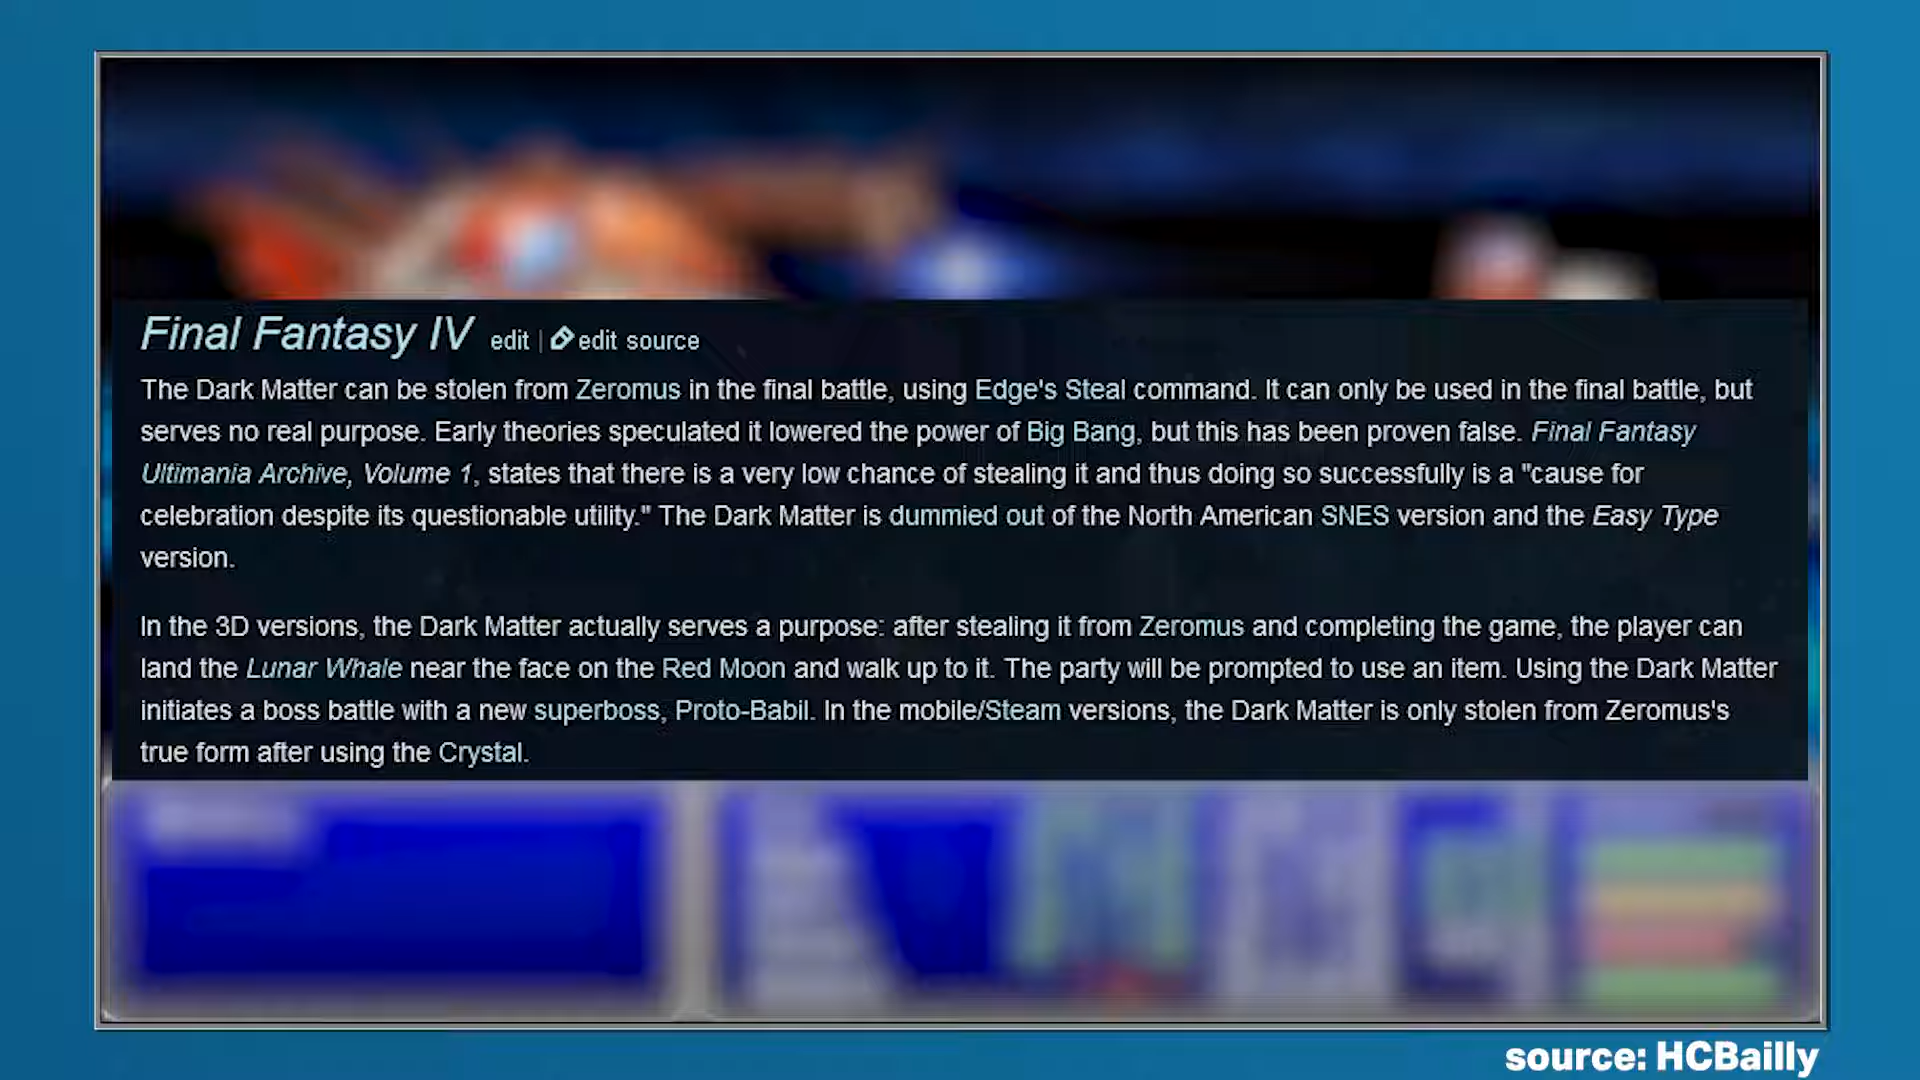 Final Fantasy IV edit | edit source
The Dark Matter can be stolen from Zeromus in the final battle, using Edge's Steal command. It can only be used in the final battle, but
serves no real purpose. Early theories speculated it lowered the power of Big Bang, but this has been proven false. Final Fantasy
Ultimania Archive, Volume 1, states that there is a very low chance of stealing it and thus doing so successfully is a "cause for
celebration despite its questionable utility." The Dark Matter is dummied out of the North American SNES version and the Easy Type
version.
In the 3D versions, the Dark Matter actually serves a purpose: after stealing it from Zeromus and completing the game, the player can
land the Lunar Whale near the face on the Red Moon and walk up to it. The party will be prompted to use an item. Using the Dark Matter
initiates a boss battle with a new superboss, Proto-Babil. In the mobile/Steam versions, the Dark Matter is only stolen from Zeromus's
true form after using the Crystal.
source: HCBailly